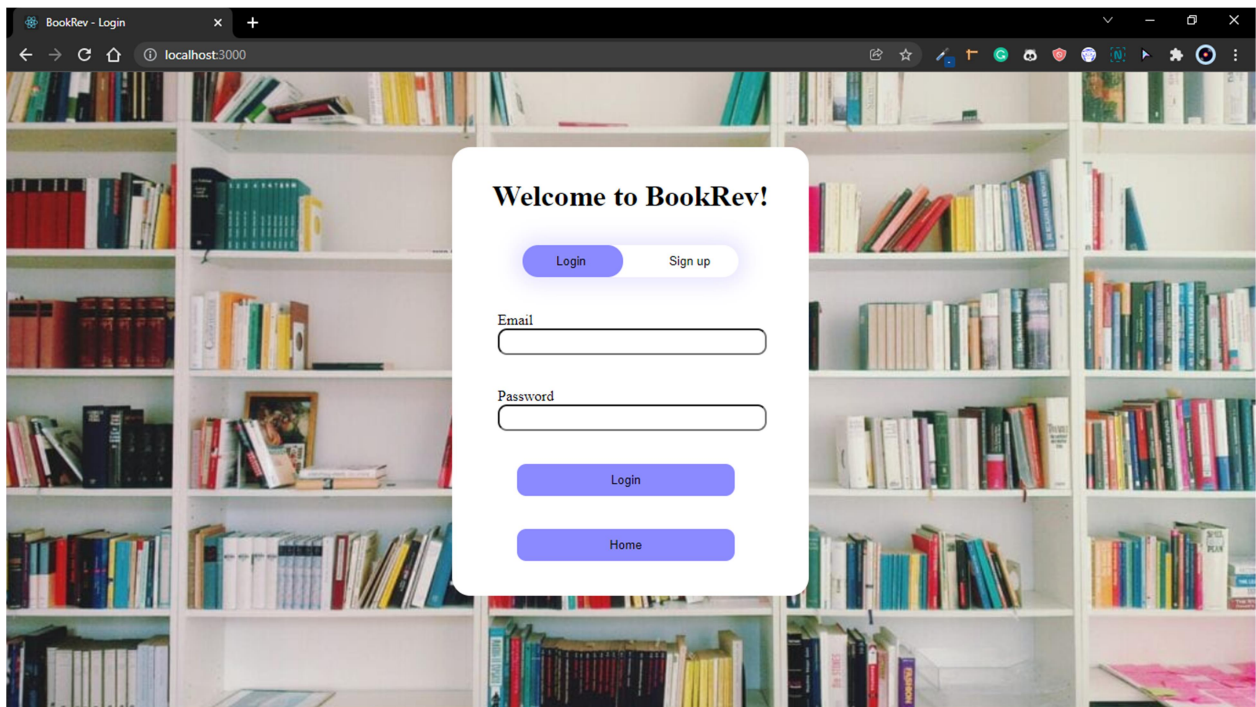 BookRev - Login
localhost:3000
Welcome to BookRev!
Login Sign up
Email
Password
Login
Home